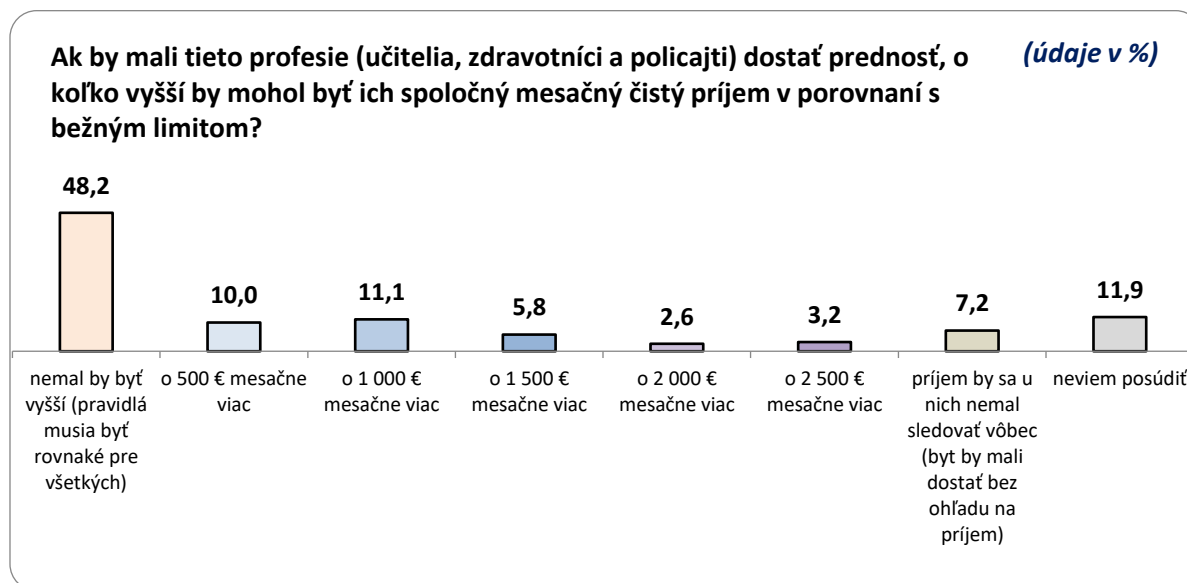 Ak by mali tieto profesie (učitelia, zdravotníci a policajti) dostať prednosť, o
koľko vyšší by mohol byť ich spoločný mesačný čistý príjem v porovnaní s
bežným limitom?
(údaje v %)
48,2
10,0
11,1
5,8
2,6
3,2
7,2
11,9
nemal by byť
vyšší (pravidlá
musia byť
rovnaké pre
všetkých)
o 500 € mesačne
viac
o 1 000 €
mesačne viac
o 1 500 €
mesačne viac
o 2 000 €
mesačne viac
o 2 500 €
mesačne viac
príjem by sa u
nich nemal
sledovať vôbec
(byt by mali
dostať bez
ohľadu na
príjem)
neviem posúdiť